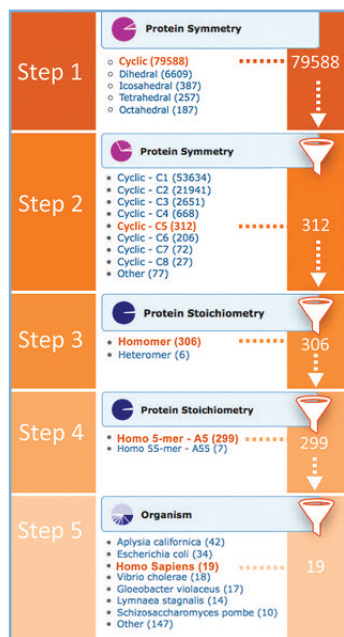 Step 1
Protein Symmetry
Cyclic (79588)
79588
Dihedral (6609)
Icosahedral (387)
Tetrahedral (257)
Octahedral (187)
Step 2
Protein Symmetry
Cyclic - C1 (53634)
Cyclic - C2 (21941)
Cyclic - C3 (2651)
Cyclic - C4 (668)
Cyclic - C5 (312)
312
Cyclic - C6 (206)
Cyclic - C7 (72)
Cyclic - C8 (27)
Other (77)
Step 3
Protein Stoichiometry
Homomer (306)
306
Heteromer (6)
Step 4
Protein Stoichiometry
Homo 5-mer - A5 (299)
299
Homo 55-mer - A55 (7)
Step 5
Organism
Aplysia californica (42)
Escherichia coli (34)
Homo Sapiens (19)
19
Vibrio cholerae (18)
Gloeobacter violaceus (17)
Lymnaea stagnalis (14)
Schizosaccharomyces pombe (10)
Other (147)